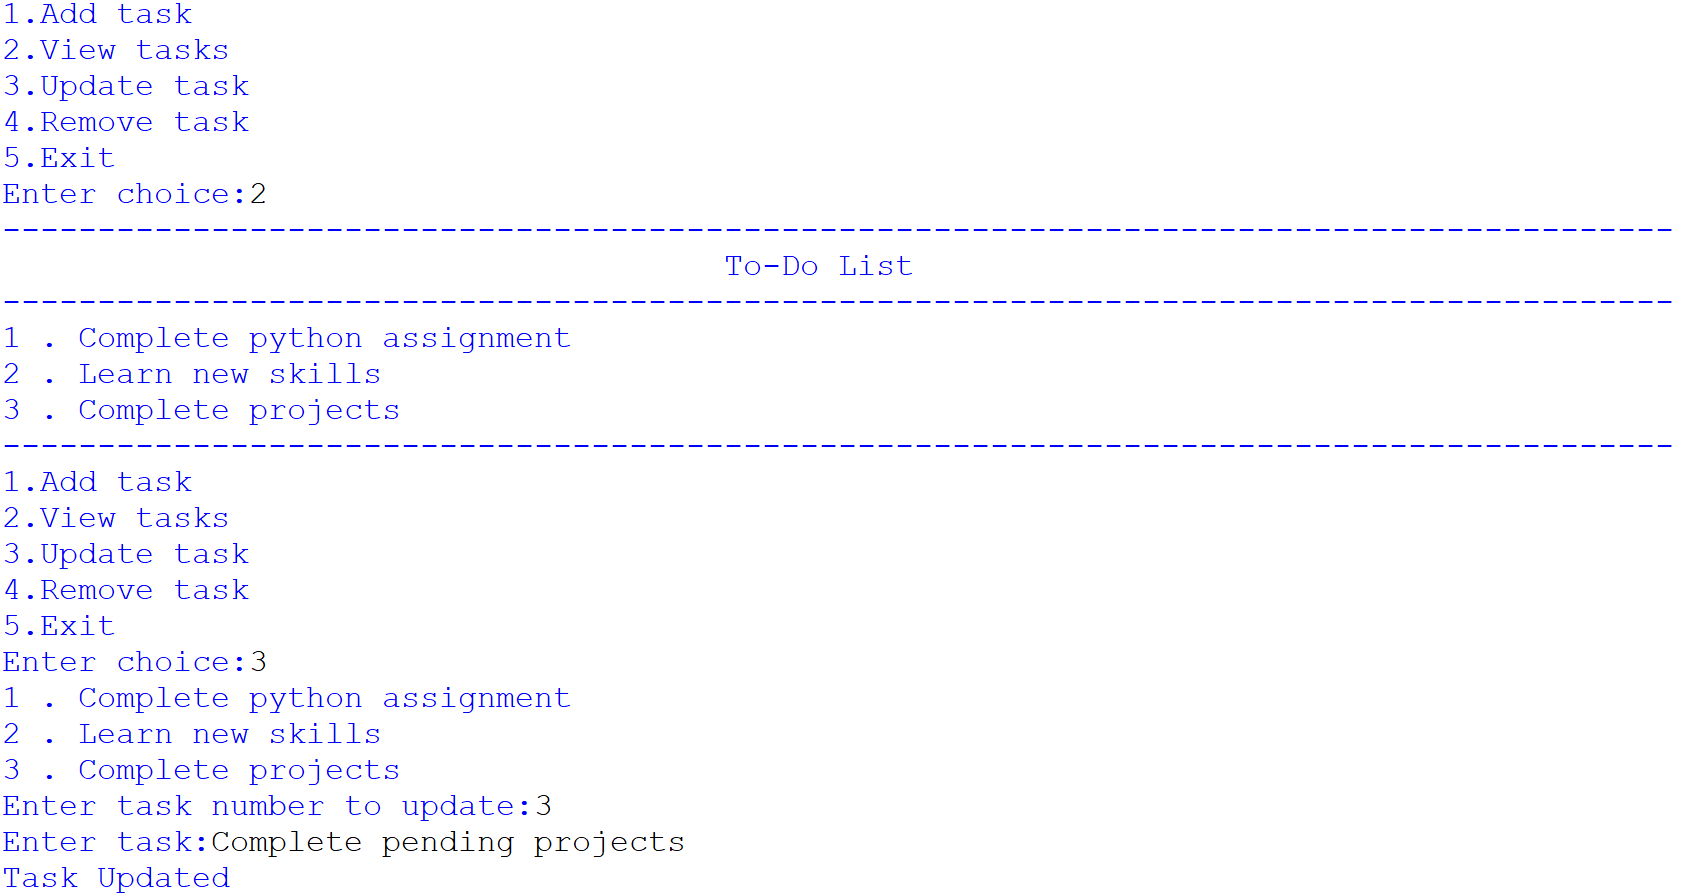 1.Add task
2.View tasks
3.Update task
4.Remove task
5.Exit
Enter choice:2
----------------------------------------------------------------------------------------
To-Do List
----------------------------------------------------------------------------------------
1 . Complete python assignment
2 . Learn new skills
3 . Complete projects
----------------------------------------------------------------------------------------
1.Add task
2.View tasks
3.Update task
4.Remove task
5.Exit
Enter choice:3
1 . Complete python assignment
2 . Learn new skills
3 . Complete projects
Enter task number to update:3
Enter task:Complete pending projects
Task Updated